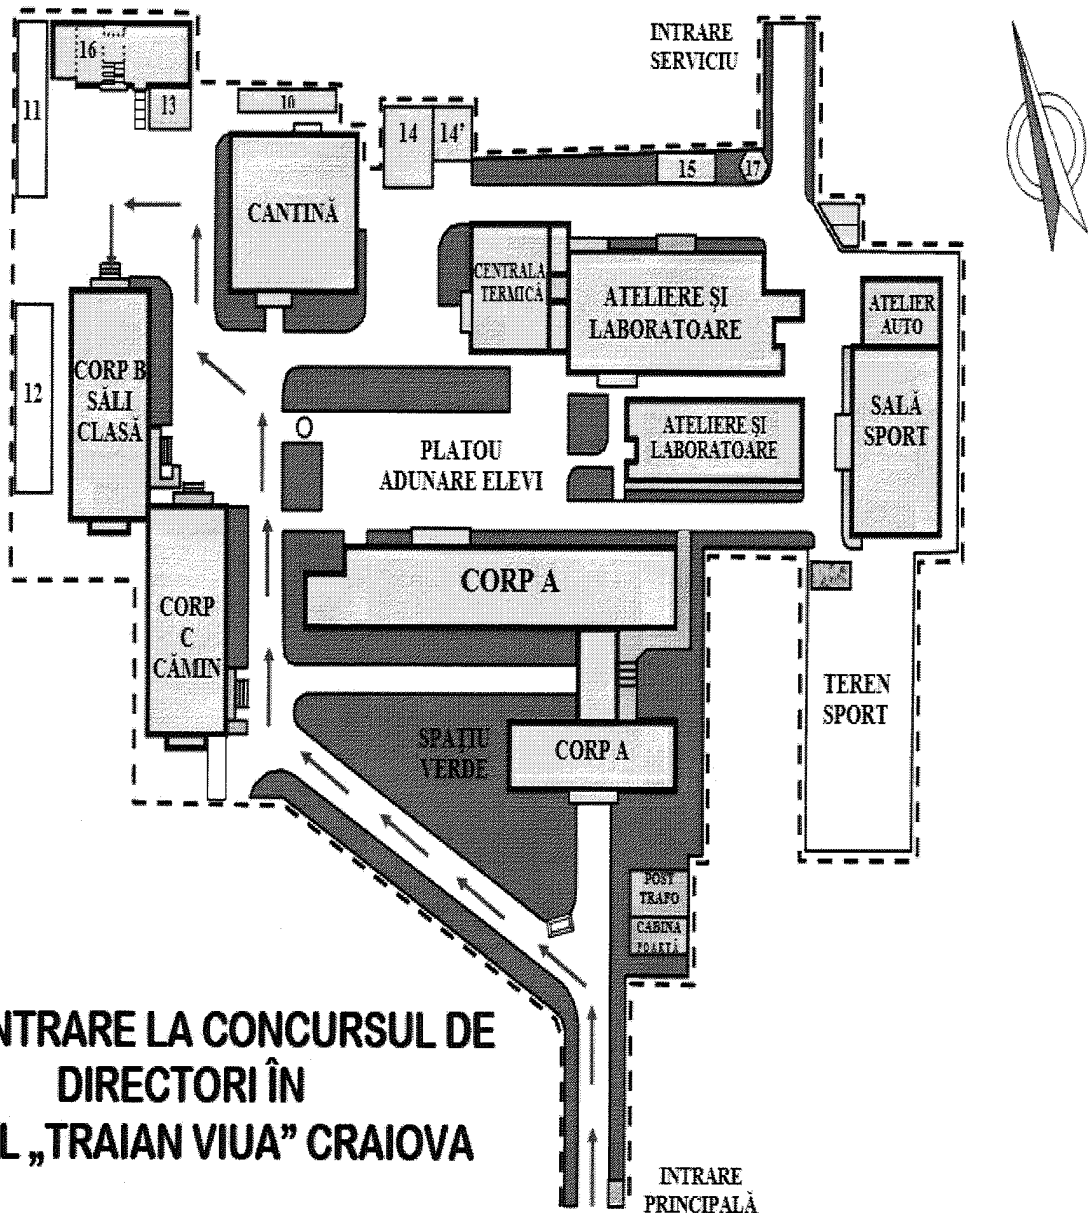 INTRARE
SERVICIU
16
11
13
10
14
14'
15
17
CANTINĂ
CENTRALA
TERMICĂ
ATELIERE ȘI
LABORATOARE
ATELIER
AUTO
12
CORP B
SĂLI
CLASĂ
SALĂ
SPORT
ATELIERE ȘI
LABORATOARE
PLATOU
ADUNARE ELEVI
CORP A
CORP
C
CĂMIN
TEREN
SPORT
SPAȚIU
VERDE
CORP A
POST
TRAFO
CABINA
POARTĂ
NTRARE LA CONCURSUL DE
DIRECTORI ÎN
L „TRAIAN VIUA” CRAIOVA
INTRARE
PRINCIPALĂ